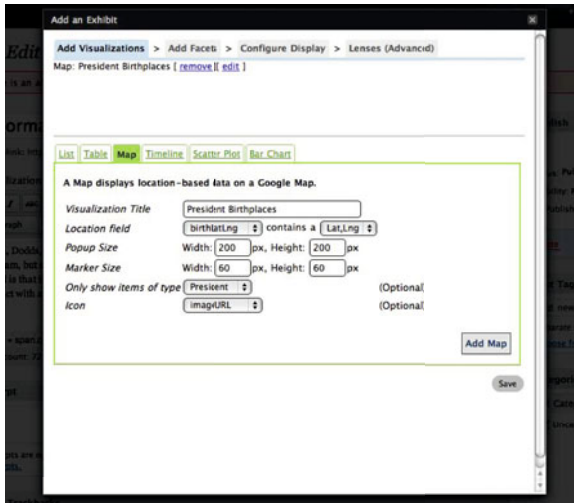 Add an Exhibit
Add Visualizations > Add Facets > Configure Display > Lenses (Advanced)
Map: President Birthplaces [ remove ][ edit ]
List Table Map Timeline Scatter Plot Bar Chart
A Map displays location-based data on a Google Map.
Visualization Title President Birthplaces
Location field birthlatLng contains a Lat,Lng
Popup Size Width: 200 px, Height: 200 px
Marker Size Width: 60 px, Height: 60 px
Only show items of type President (Optional)
Icon imageURL (Optional)
Add Map
Save
Edit